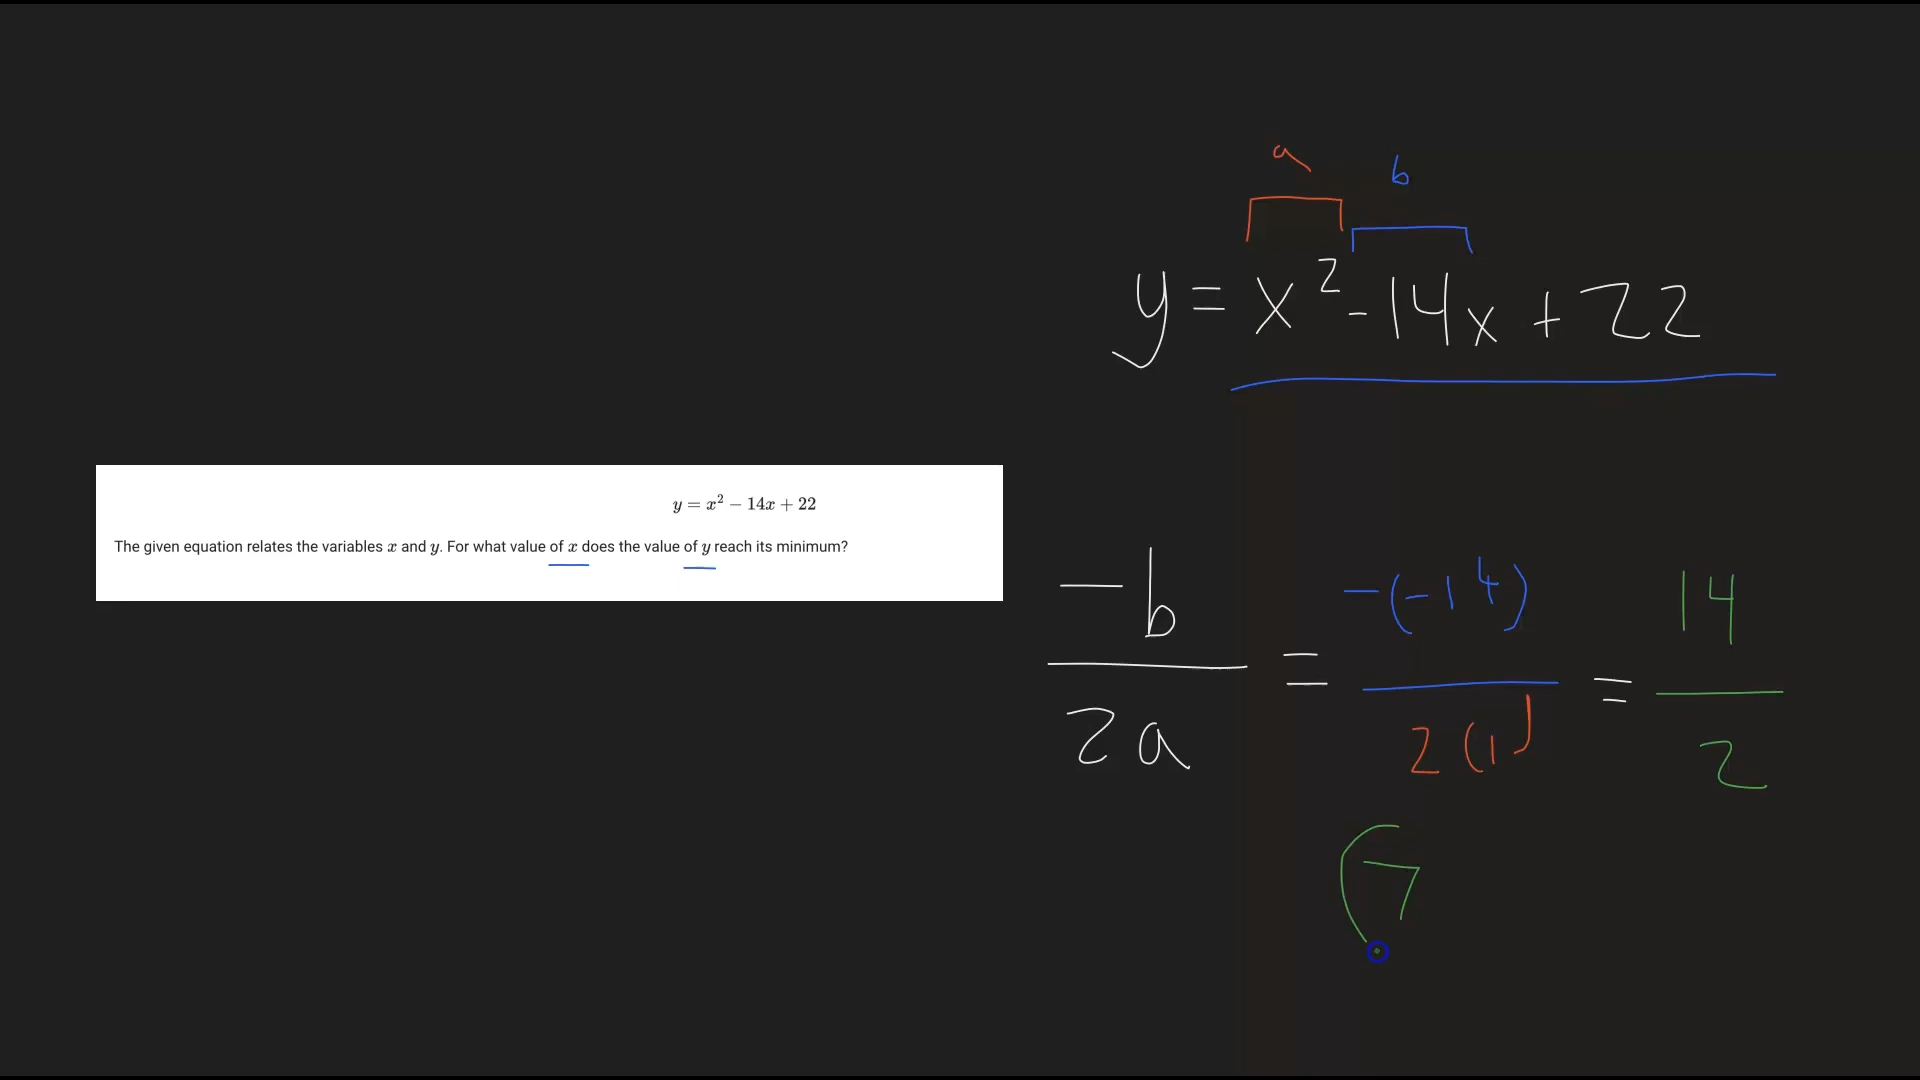 y = x² − 14x + 22
The given equation relates the variables x and y. For what value of x does the value of y reach its minimum?
a b
y = x² - 14x + 22
-b/2a = -(-14)/2(1) = 14/2
7